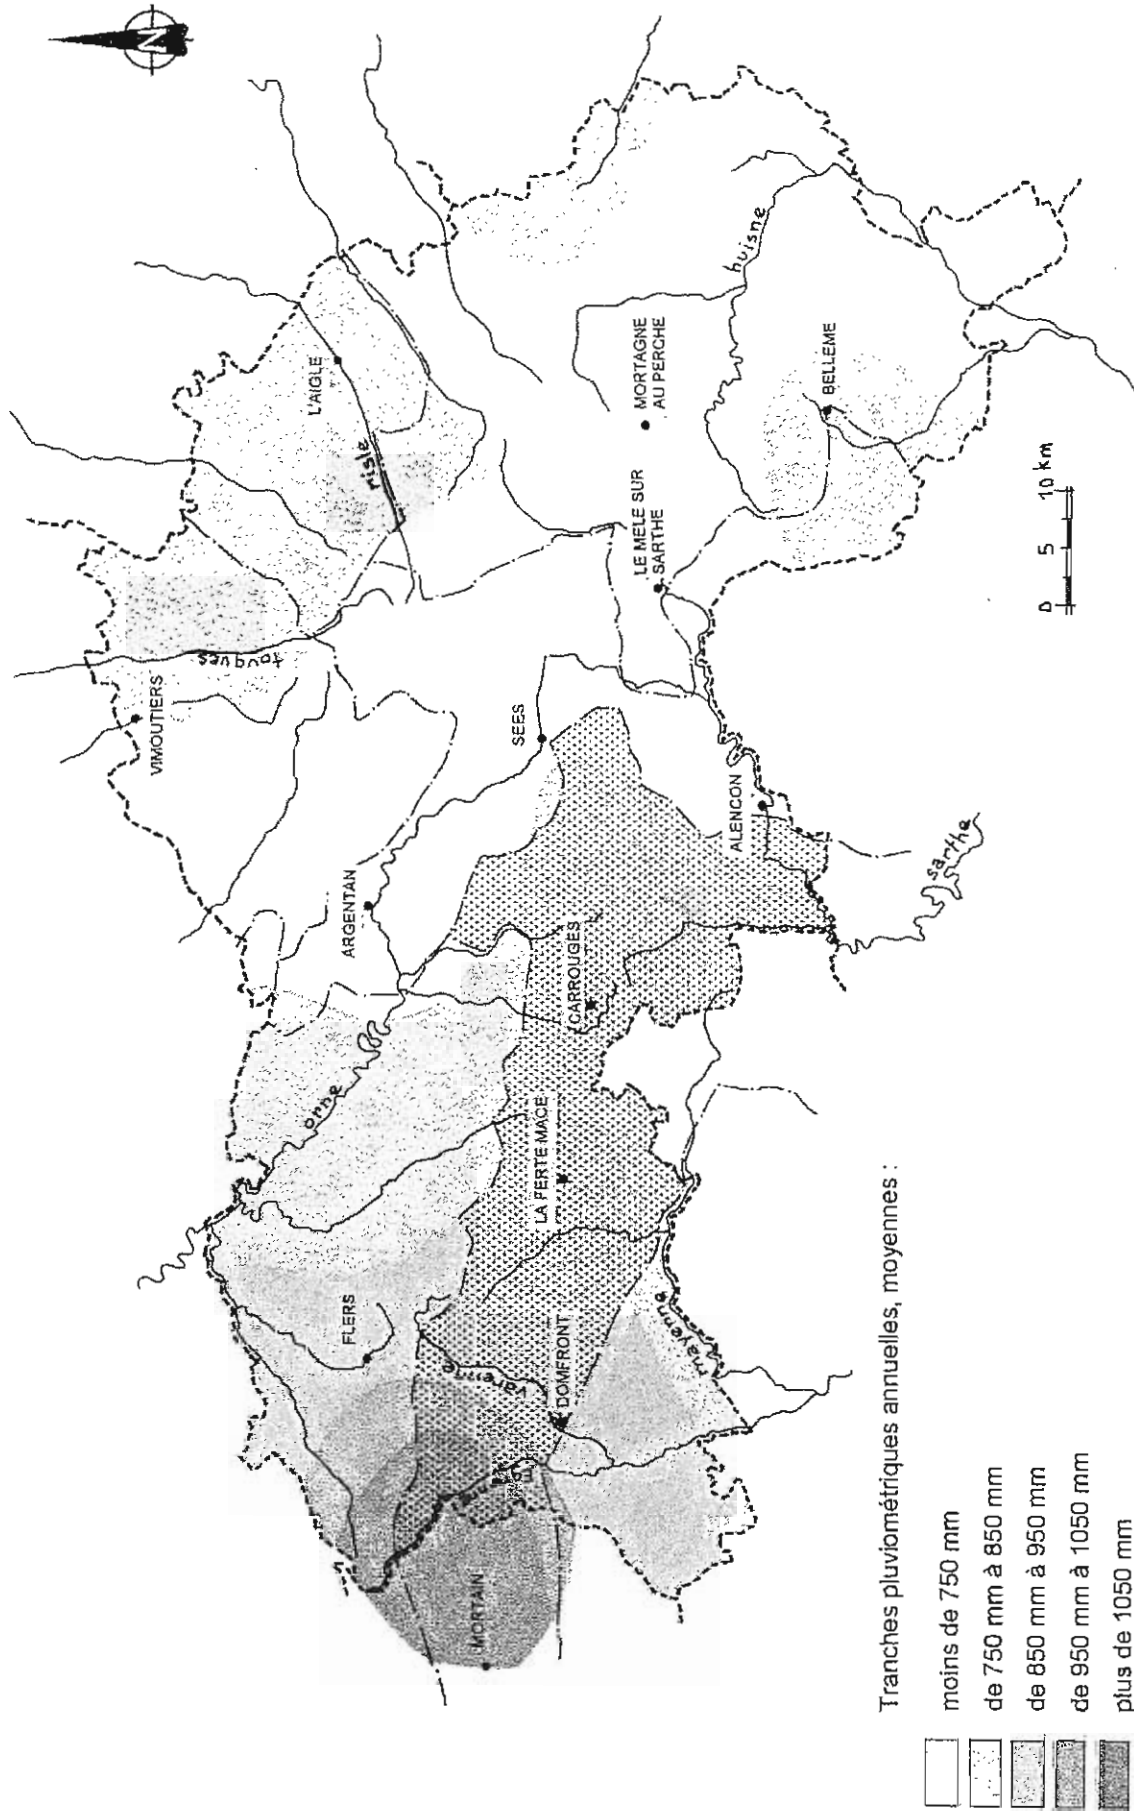 N
VIMOUTIERS
touques
L'AIGLE
risle
ARGENTAN
orne
SEES
FLERS
LE MELE SUR
SARTHE
MORTAGNE
AU PERCHE
huisne
BELLEME
CARROUGES
LA FERTE MACE
ALENCON
sarthe
DOMFRONT
mayenne
MORTAIN
0 5 10 km
Tranches pluviométriques annuelles, moyennes :
moins de 750 mm
de 750 mm à 850 mm
de 850 mm à 950 mm
de 950 mm à 1050 mm
plus de 1050 mm